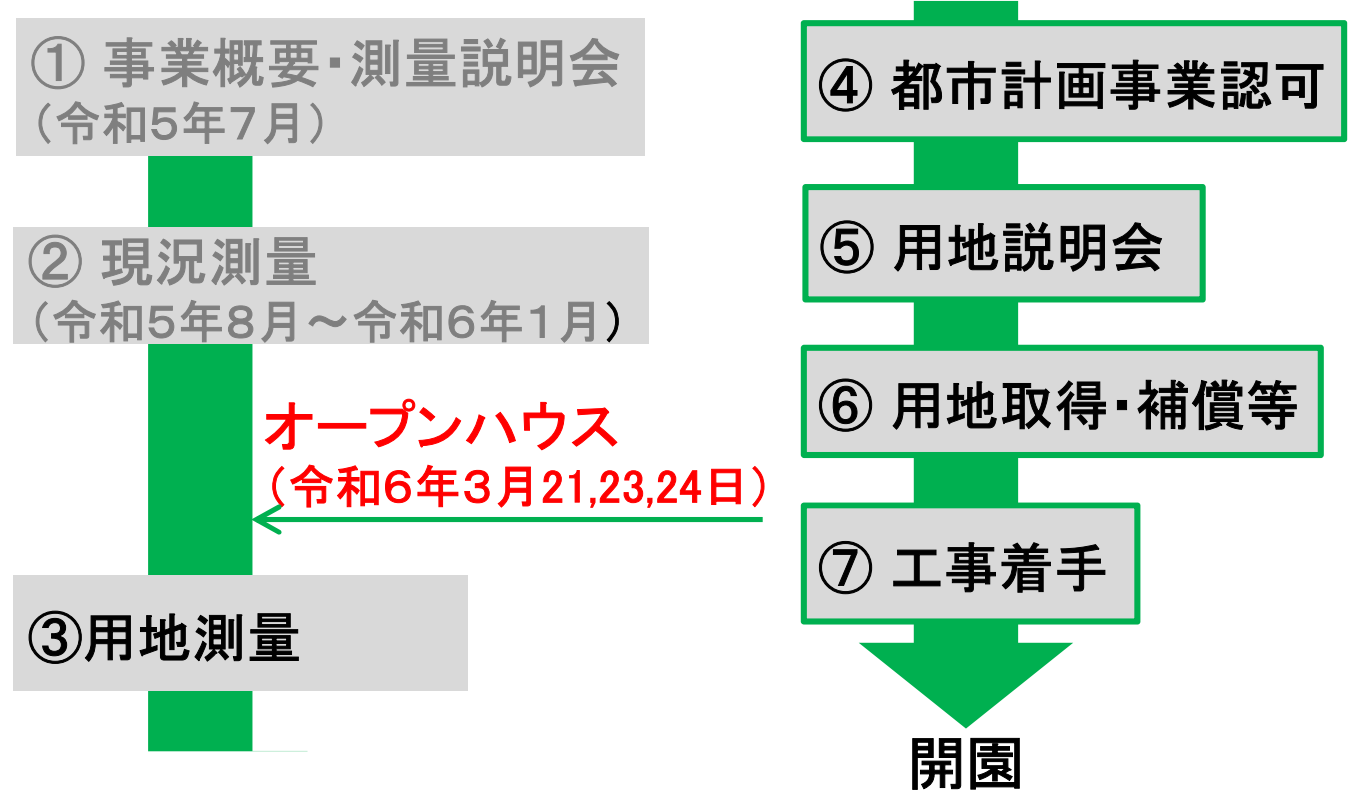 ① 事業概要・測量説明会
（令和５年７月）
② 現況測量
（令和５年８月～令和６年１月）
オープンハウス
（令和６年３月21,23,24日）
③用地測量
④ 都市計画事業認可
⑤ 用地説明会
⑥ 用地取得・補償等
⑦ 工事着手
開園